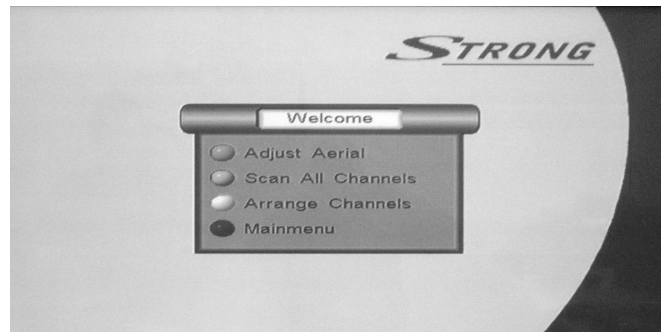 STRONG
Welcome
Adjust Aerial
Scan All Channels
Arrange Channels
Mainmenu